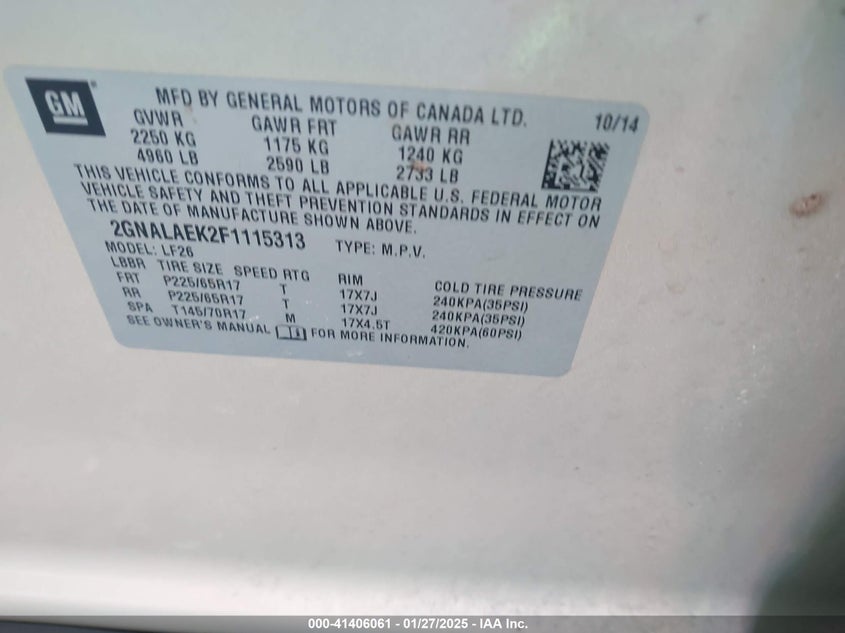 GM
MFD BY GENERAL MOTORS OF CANADA LTD. 10/14
GVWR GAWR FRT GAWR RR
2250 KG 1175 KG 1240 KG
4960 LB 2590 LB 2733 LB
THIS VEHICLE CONFORMS TO ALL APPLICABLE U.S. FEDERAL MOTOR
VEHICLE SAFETY AND THEFT PREVENTION STANDARDS IN EFFECT ON
THE DATE OF MANUFACTURE SHOWN ABOVE.
2GNALAEK2F1115313 TYPE: M.P.V.
MODEL: LF26
LBBR TIRE SIZE SPEED RTG RIM COLD TIRE PRESSURE
FRT P225/65R17 T 17X7J 240KPA(35PSI)
RR P225/65R17 T 17X7J 240KPA(35PSI)
SPA T145/70R17 M 17X4.5T 420KPA(60PSI)
SEE OWNER'S MANUAL FOR MORE INFORMATION.
000-41406061 - 01/27/2025 - IAA Inc.